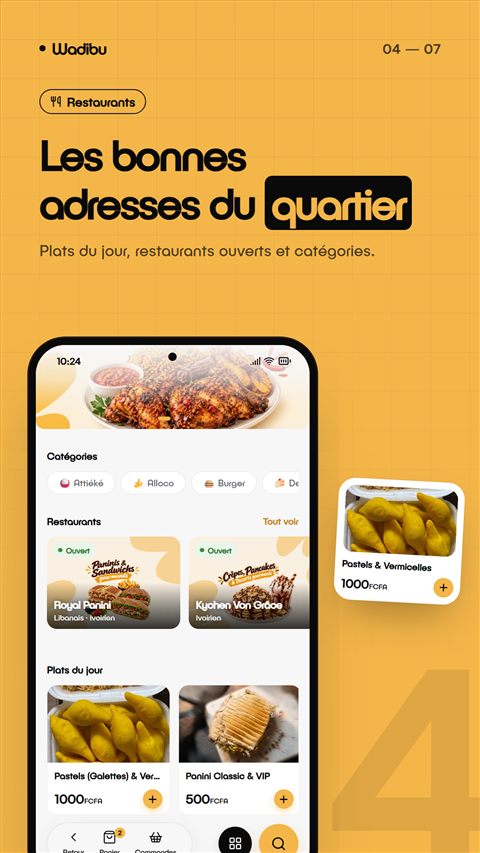 Wadibu
04 — 07
Restaurants
Les bonnes
adresses du quartier
Plats du jour, restaurants ouverts et catégories.
10:24
Catégories
Attiéké
Alloco
Burger
De
Restaurants
Tout voir
Ouvert
Paninis &
Sandwichs
gourmands
Royal Panini
Libanais · Ivoirien
Ouvert
Crêpes, Pancakes,
Kychen Von Grâce
Ivoirien
Pastels & Vermicelles
1000FCFA
+
Plats du jour
Pastels (Galettes) & Ver...
1000FCFA
+
Panini Classic & VIP
500FCFA
+
2
Retour
Panier
Commandes
4